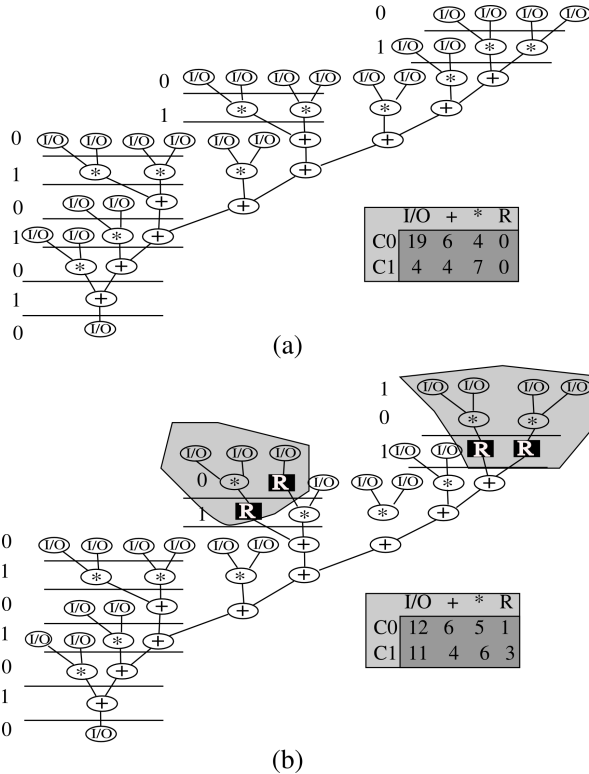 0 I/O I/O I/O I/O
1 I/O I/O * *
0 I/O I/O I/O I/O I/O I/O * +
1 * * * +
0 I/O I/O I/O I/O I/O I/O + +
1 * * * +
0 I/O I/O + +
1 I/O I/O * +
0 * +
1 +
0 I/O
I/O + * R
C0 19 6 4 0
C1 4 4 7 0
(a)
1 I/O I/O I/O I/O
0 * *
1 I/O I/O R R
I/O I/O I/O
0 * R I/O I/O I/O * +
1 R * * +
0 I/O I/O I/O I/O I/O I/O + +
1 * * * +
0 I/O I/O + +
1 I/O I/O * +
0 * +
1 +
0 I/O
I/O + * R
C0 12 6 5 1
C1 11 4 6 3
(b)